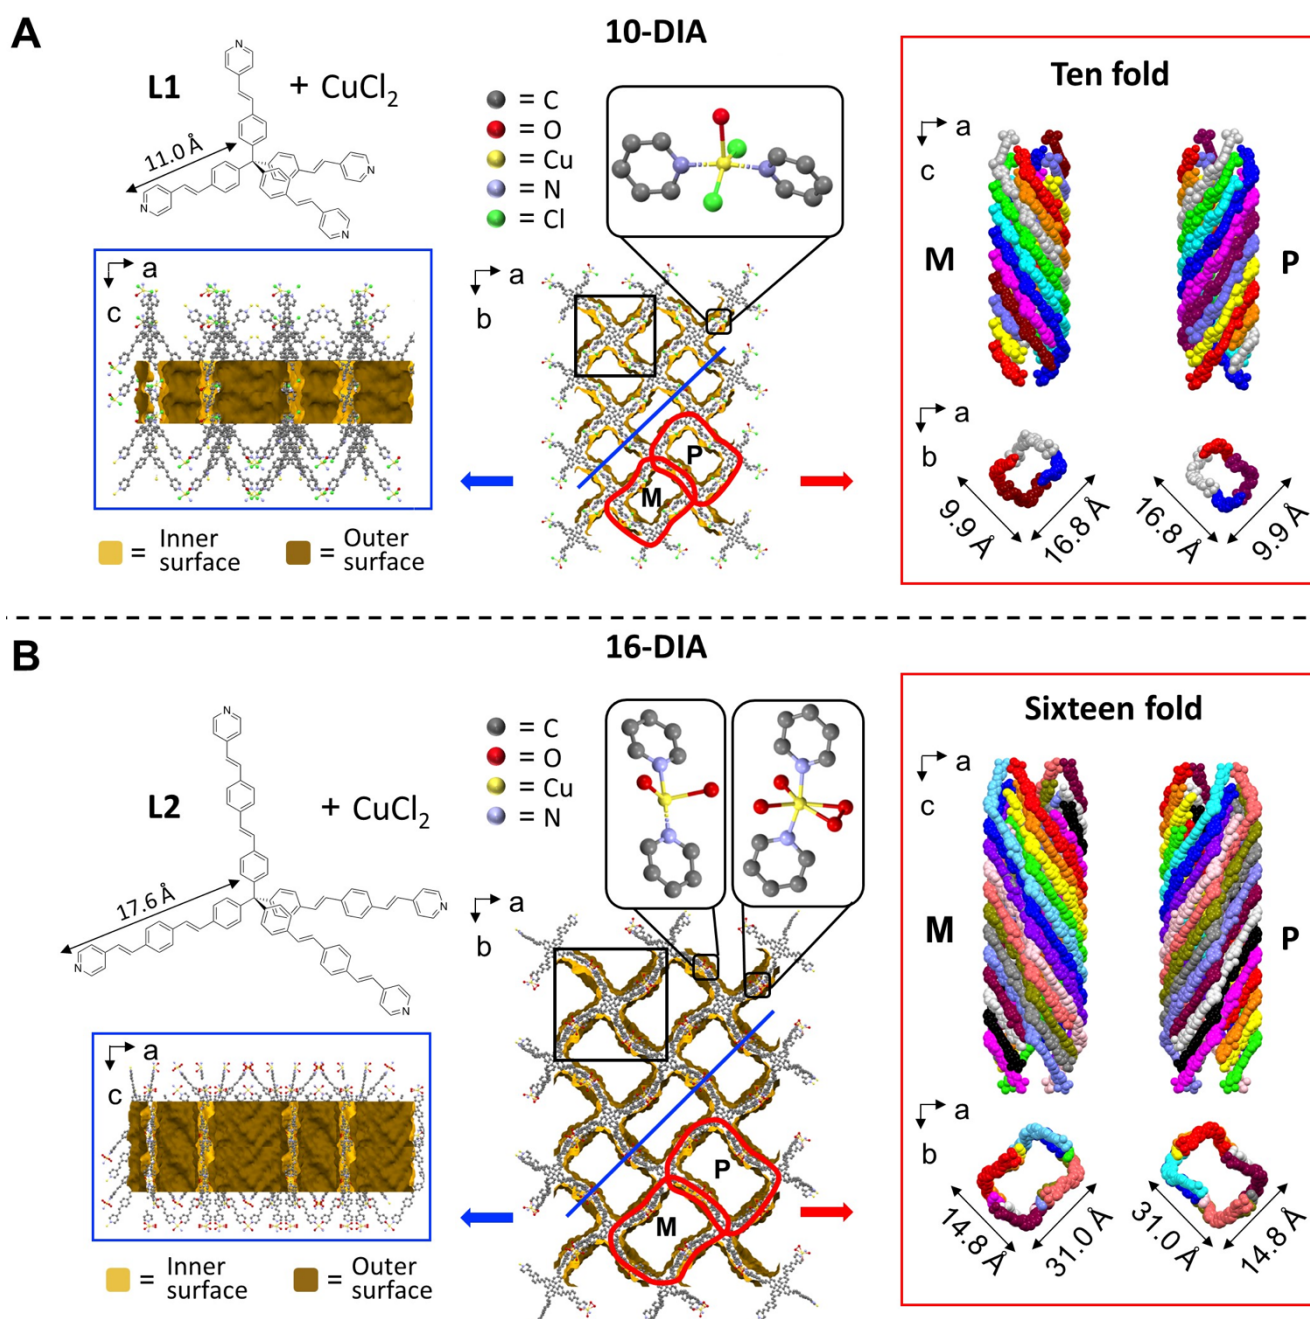 A
10-DIA
L1
+ CuCl2
11.0 Å
N
N
N
N
= C
= O
= Cu
= N
= Cl
a
c
a
b
P
M
= Inner surface
= Outer surface
Ten fold
a
c
M
P
a
b
9.9 Å
16.8 Å
16.8 Å
9.9 Å
B
16-DIA
L2
+ CuCl2
17.6 Å
N
N
N
N
= C
= O
= Cu
= N
a
c
a
b
P
M
= Inner surface
= Outer surface
Sixteen fold
a
c
M
P
a
b
14.8 Å
31.0 Å
31.0 Å
14.8 Å